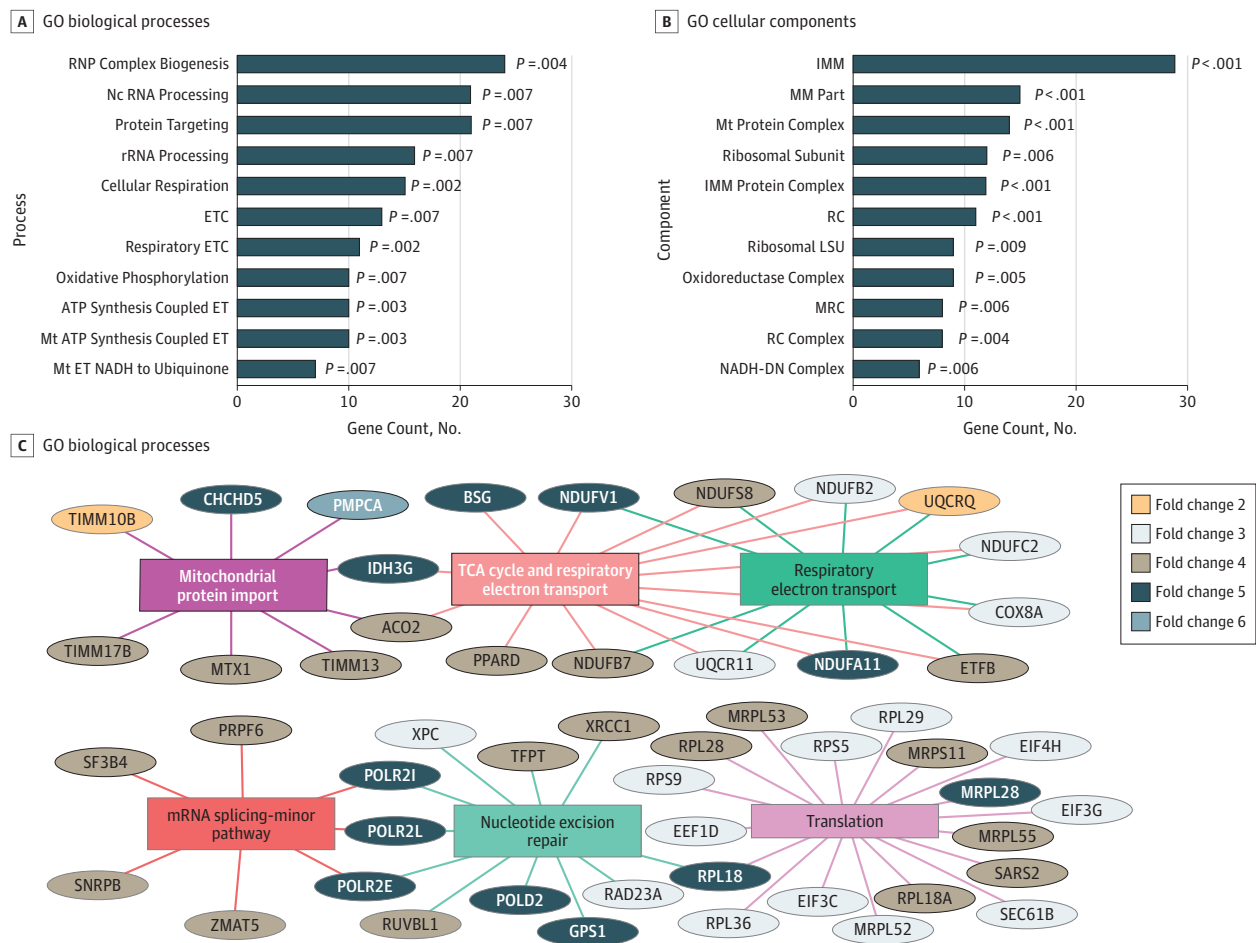 A GO biological processes
Process
RNP Complex Biogenesis P = .004
Nc RNA Processing P = .007
Protein Targeting P = .007
rRNA Processing P = .007
Cellular Respiration P = .002
ETC P = .007
Respiratory ETC P = .002
Oxidative Phosphorylation P = .007
ATP Synthesis Coupled ET P = .003
Mt ATP Synthesis Coupled ET P = .003
Mt ET NADH to Ubiquinone P = .007
0 10 20 30
Gene Count, No.
B GO cellular components
Component
IMM P < .001
MM Part P < .001
Mt Protein Complex P < .001
Ribosomal Subunit P = .006
IMM Protein Complex P < .001
RC P < .001
Ribosomal LSU P = .009
Oxidoreductase Complex P = .005
MRC P = .006
RC Complex P = .004
NADH-DN Complex P = .006
0 10 20 30
Gene Count, No.
C GO biological processes
CHCHD5
PMPCA
TIMM10B
IDH3G
Mitochondrial
protein import
ACO2
TIMM17B
MTX1
TIMM13
BSG
NDUFV1
NDUFS8
NDUFB2
UQCRQ
NDUFC2
TCA cycle and respiratory
electron transport
Respiratory
electron transport
COX8A
PPARD
NDUFB7
UQCR11
NDUFA11
ETFB
Fold change 2
Fold change 3
Fold change 4
Fold change 5
Fold change 6
PRPF6
SF3B4
POLR2I
mRNA splicing-minor
pathway
POLR2L
POLR2E
SNRPB
ZMAT5
XPC
TFPT
XRCC1
Nucleotide excision
repair
RUVBL1
POLD2
GPS1
RAD23A
RPL18
MRPL53
RPL29
RPL28
RPS5
MRPS11
EIF4H
RPS9
MRPL28
EIF3G
EEF1D
Translation
MRPL55
SARS2
RPL18A
SEC61B
EIF3C
RPL36
MRPL52